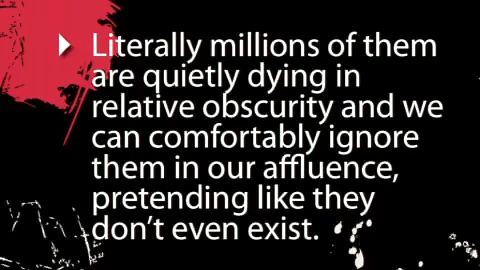 Literally millions of them
are quietly dying in
relative obscurity and we
can comfortably ignore
them in our affluence,
pretending like they
don’t even exist.